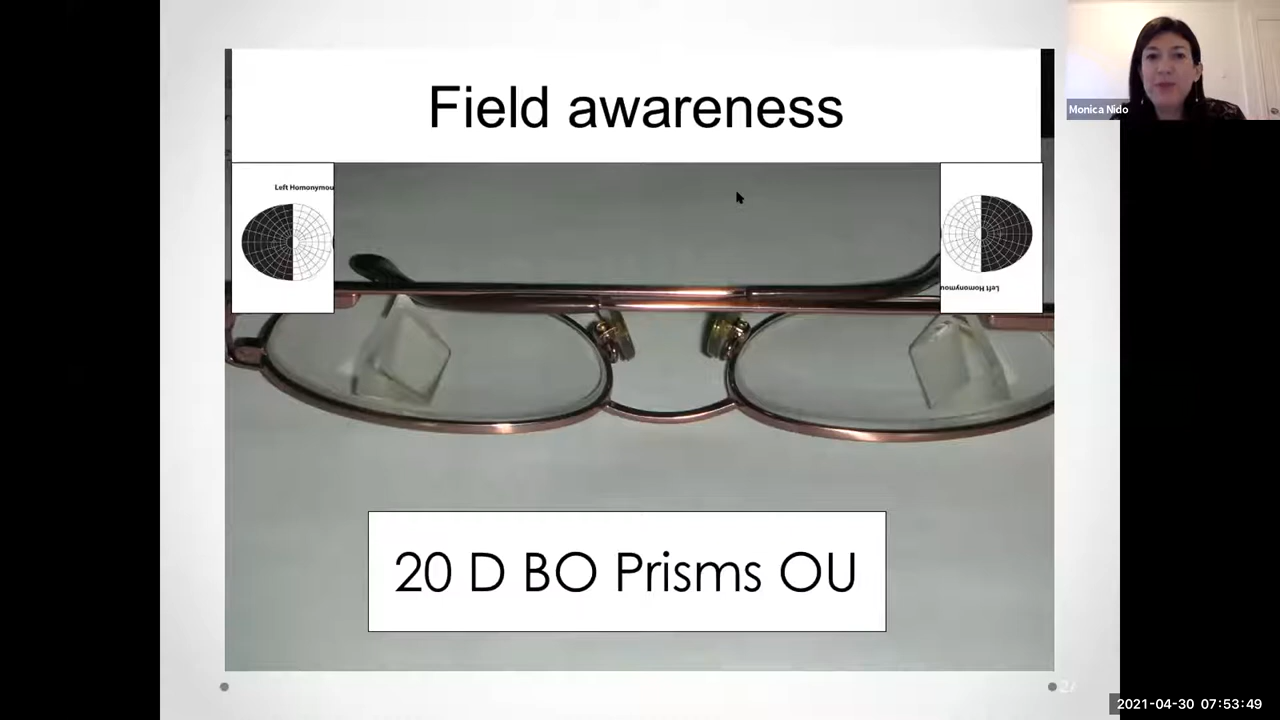 Field awareness
Monica Nido
Left Homonymou
Left Homonymou
20 D BO Prisms OU
2021-04-30 07:53:49